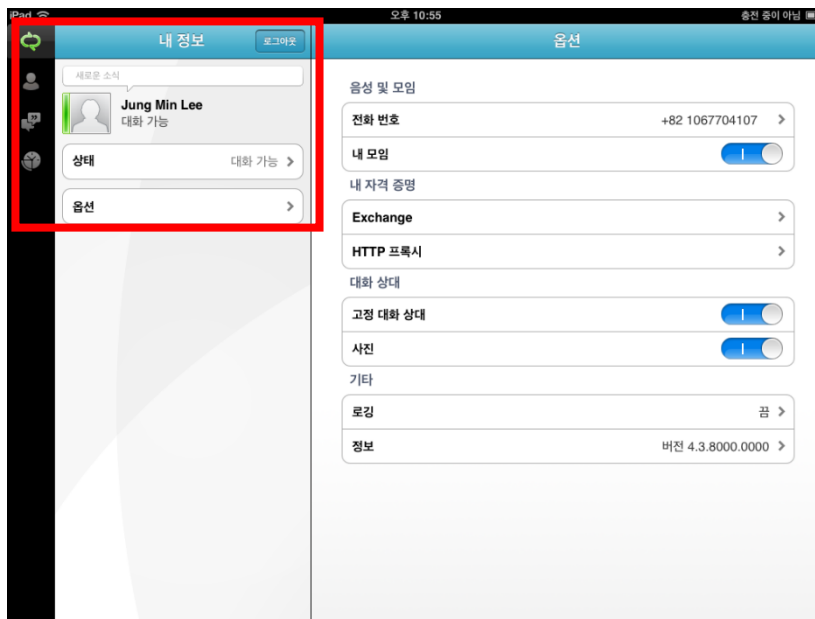 iPad
오후 10:55
충전 중이 아님
내 정보
로그아웃
새로운 소식
Jung Min Lee
대화 가능
상태 대화 가능
옵션
옵션
음성 및 모임
전화 번호 +82 1067704107
내 모임
내 자격 증명
Exchange
HTTP 프록시
대화 상대
고정 대화 상대
사진
기타
로깅 끔
정보 버전 4.3.8000.0000